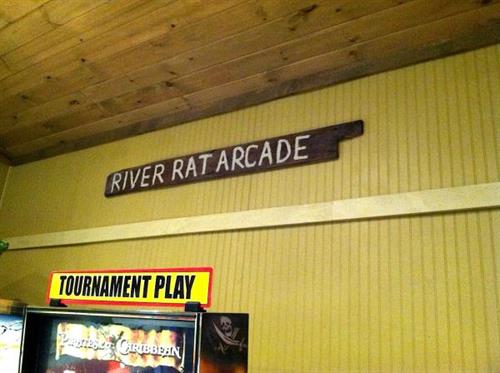 RIVER RAT ARCADE
TOURNAMENT PLAY
PIRATES OF THE CARIBBEAN